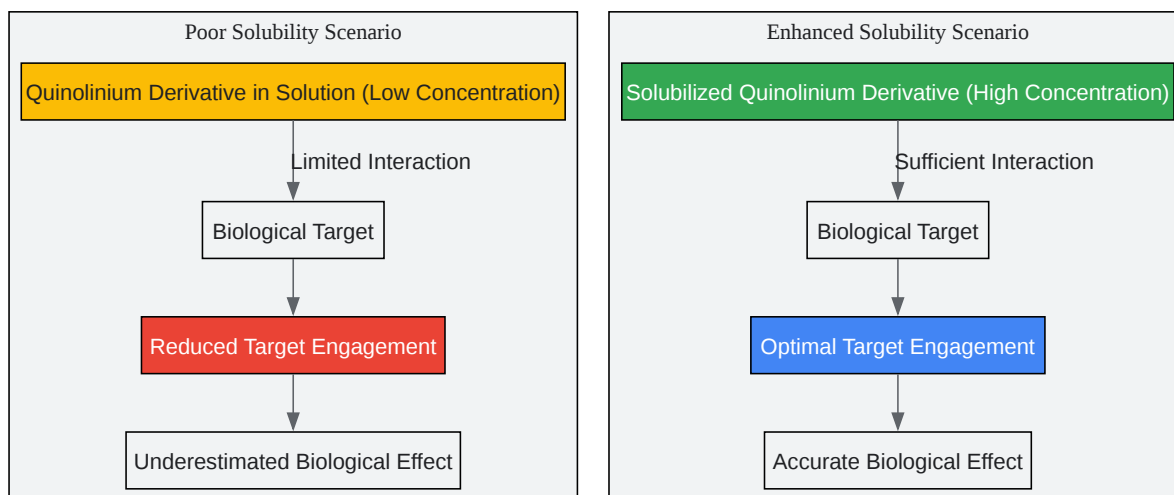 Poor Solubility Scenario
Quinolinium Derivative in Solution (Low Concentration)
Limited Interaction
Biological Target
Reduced Target Engagement
Underestimated Biological Effect
Enhanced Solubility Scenario
Solubilized Quinolinium Derivative (High Concentration)
Sufficient Interaction
Biological Target
Optimal Target Engagement
Accurate Biological Effect